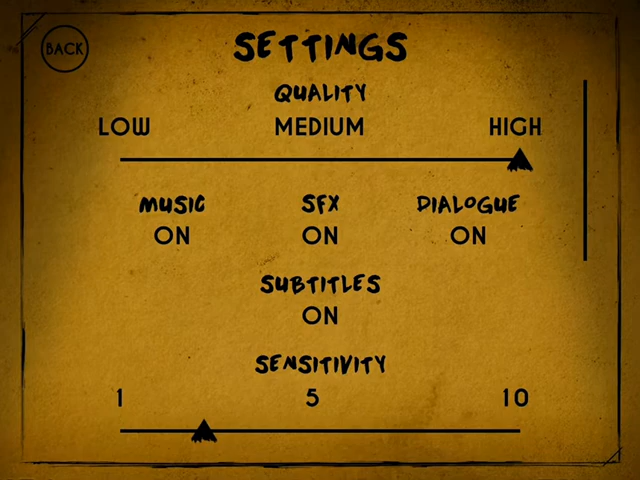 BACK
SETTINGS
QUALITY
LOW MEDIUM HIGH
MUSIC SFX DIALOGUE
ON ON ON
SUBTITLES
ON
SENSITIVITY
1 5 10